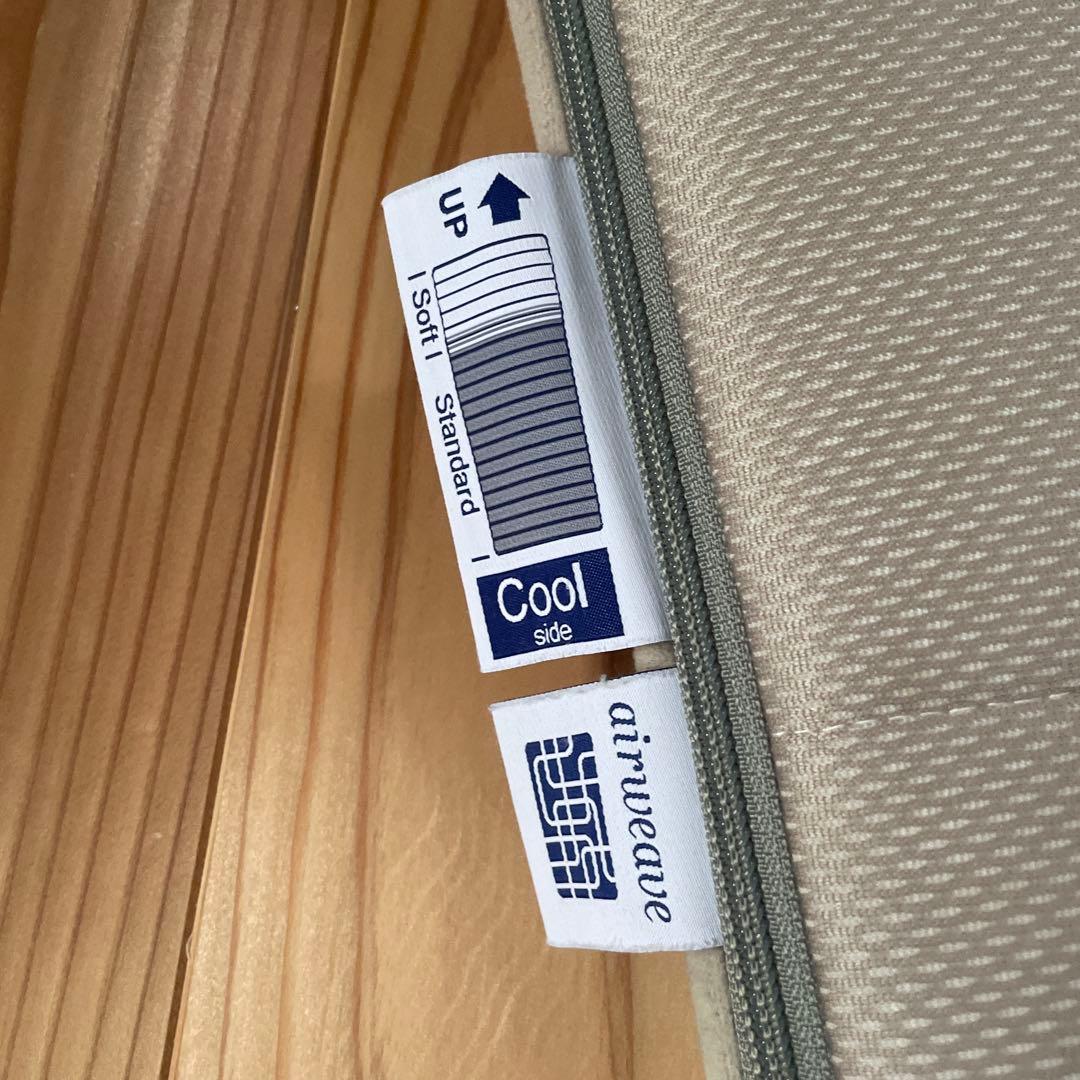 UP
| Soft | Standard |
Cool
side
airweave